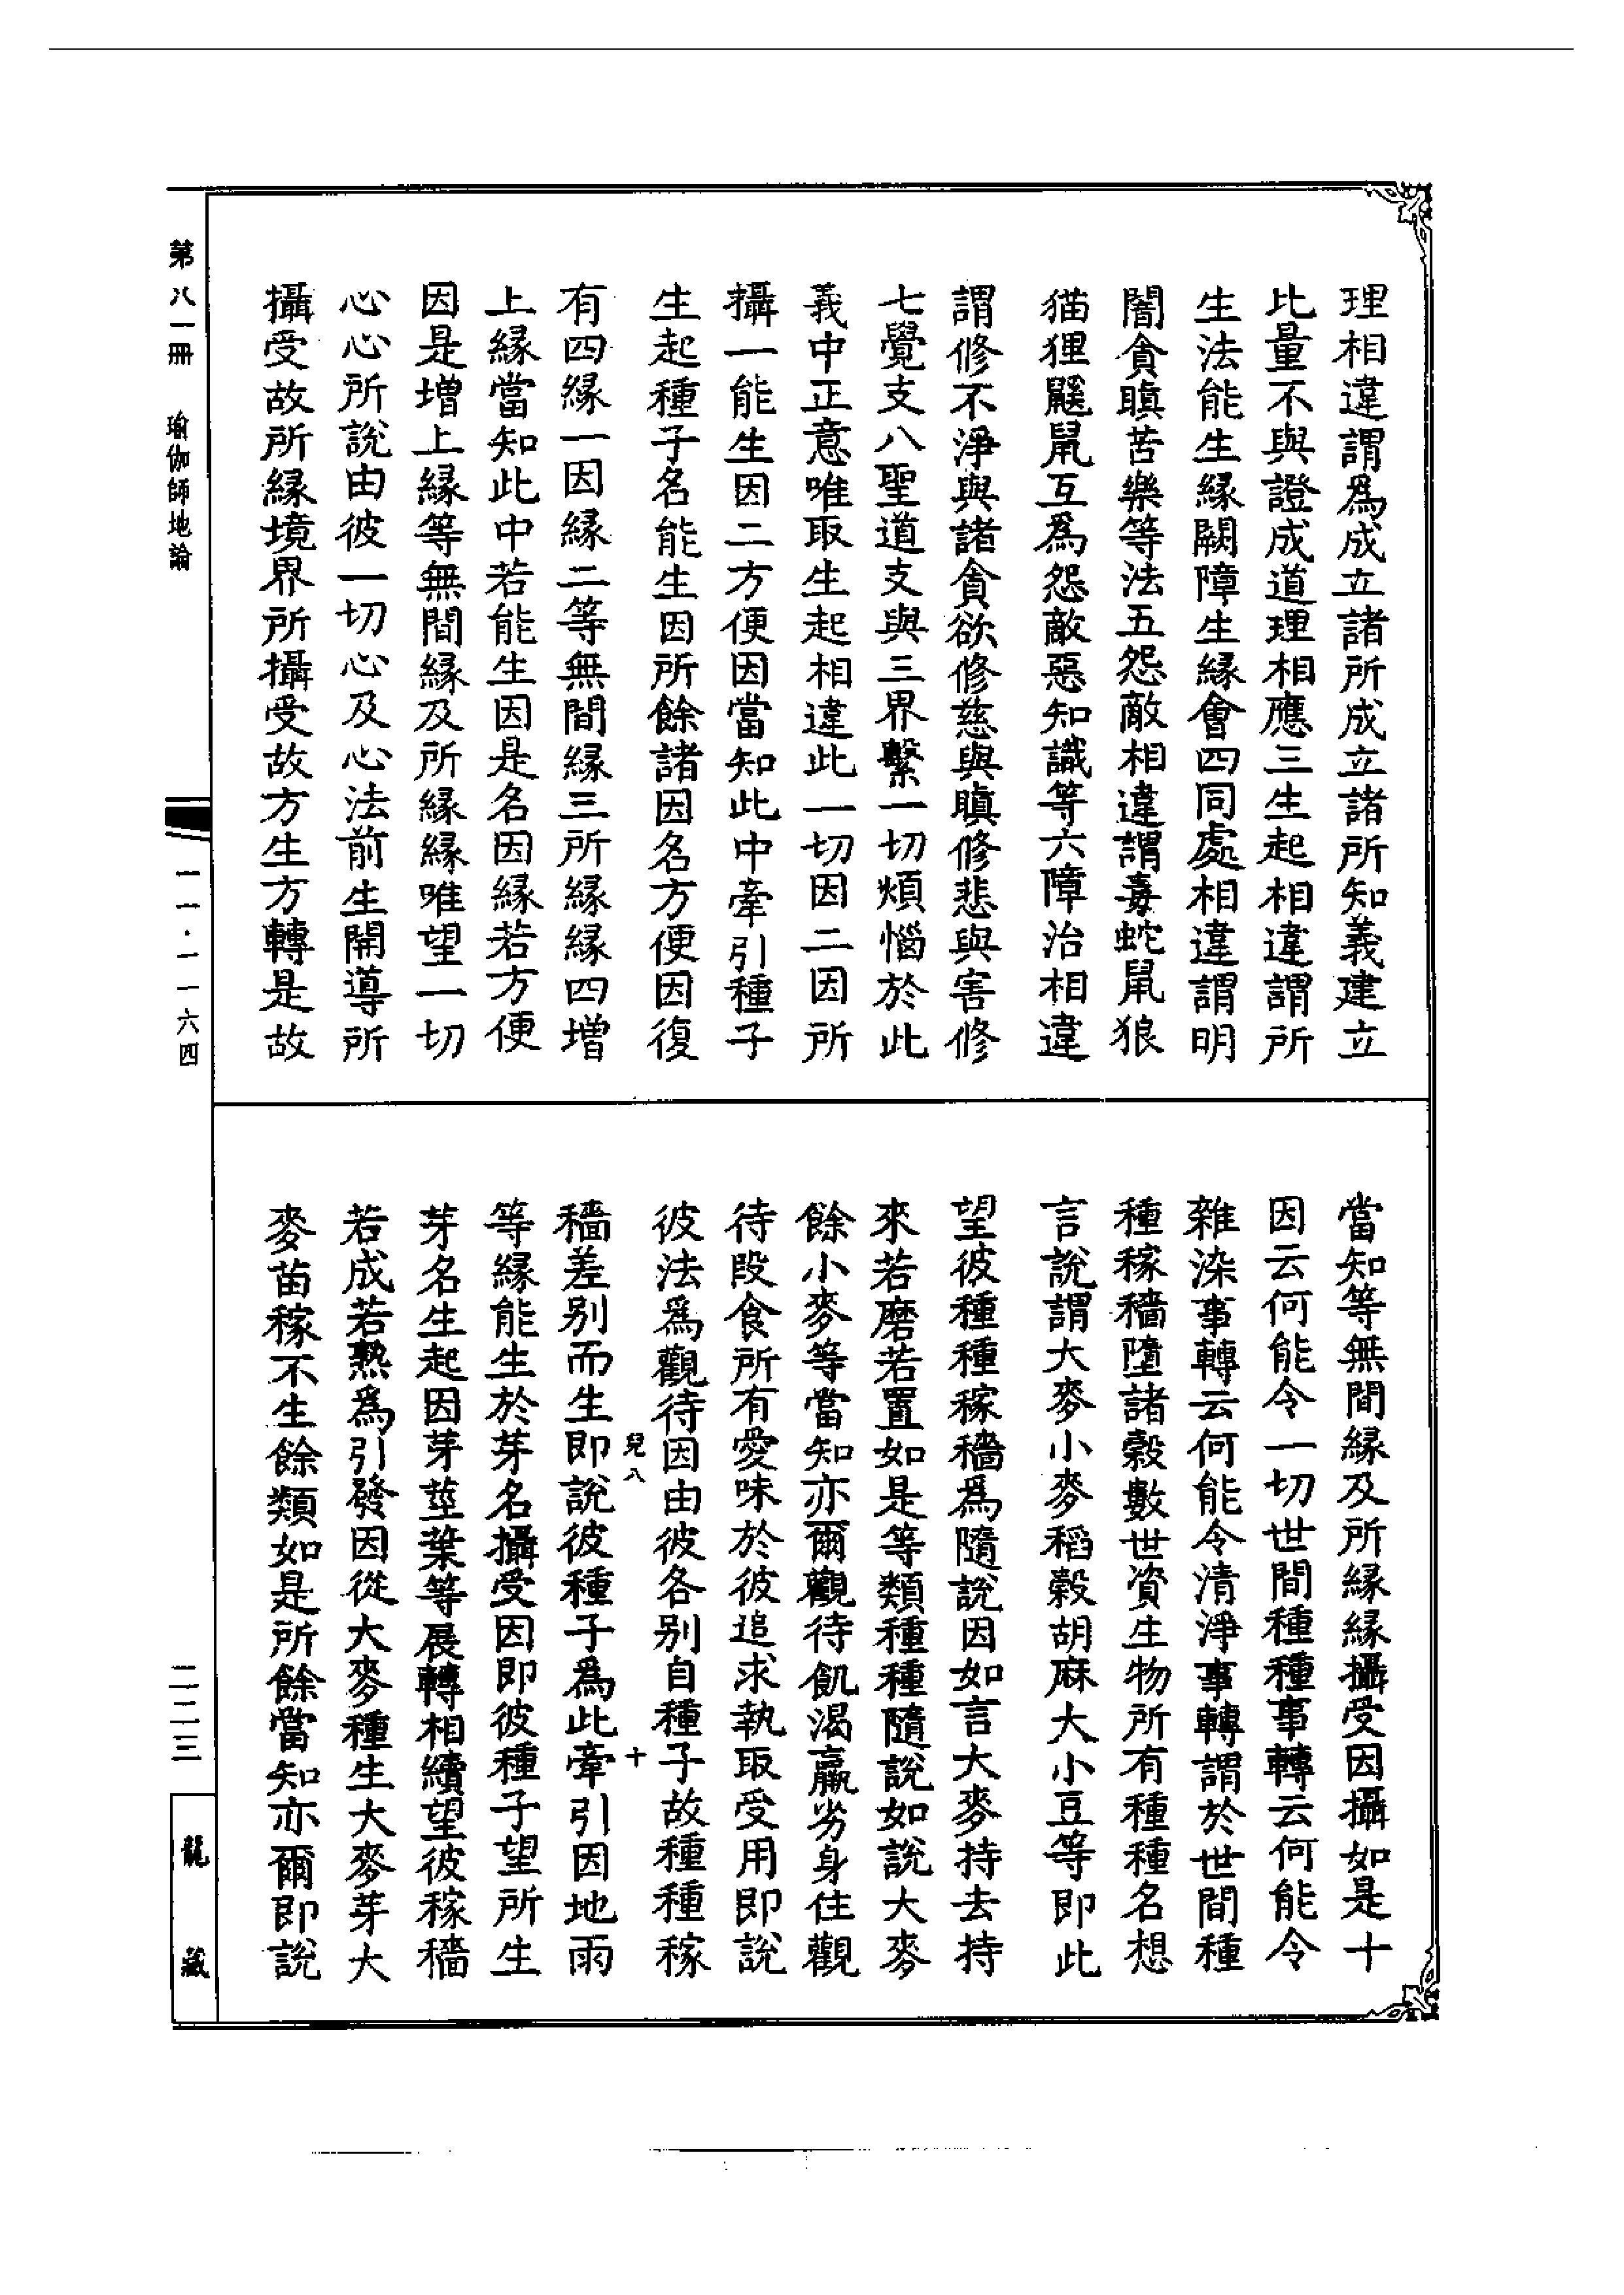 理相違謂爲成立諸所成立諸所知義建立
比量不與證成道理相應三生起相違謂所
生法能生緣闕障生緣會四同處相違謂明
闇貪瞋苦樂等法五怨敵相違謂毒蛇鼠狼
猫狸鼷鼠互爲怨敵惡知識等六障治相違
謂修不淨與諸貪欲修慈與瞋修悲與害修
七覺支八聖道支與三界繫一切煩惱於此
義中正意唯取生起相違此一切因二因所
攝一能生因二方便因當知此中牽引種子
生起種子名能生因所餘諸因名方便因復
有四緣一因緣二等無間緣三所緣緣四增
上緣當知此中若能生因是名因緣若方便
因是增上緣等無間緣及所緣緣唯望一切
心心所說由彼一切心及心法前生開導所
攝受故所緣境界所攝受故方生方轉是故
當知等無間緣及所緣緣攝受因攝如是十
因云何能令一切世間種種事轉云何能令
雜染事轉云何能令清淨事轉謂於世間種
種稼穡墮諸穀數世資生物所有種種名想
言說謂大麥小麥稻穀胡麻大小豆等即此
望彼種種稼穡爲隨說因如言大麥持去持
來若磨若置如是等類種種隨說如說大麥
餘小麥等當知亦爾觀待飢渴羸劣身住觀
待段食所有愛味於彼追求執取受用即說
彼法爲觀待因由彼各別自種子故種種稼
兒八 十
穡差別而生即說彼種子爲此牽引因地雨
等緣能生於芽名攝受因即彼種子望所生
芽名生起因芽莖葉等展轉相續望彼稼穡
若成若熟爲引發因從大麥種生大麥芽大
麥苗稼不生餘類如是所餘當知亦爾即說
第八一冊 瑜伽師地論
一一·一一六四
二二三
龍藏